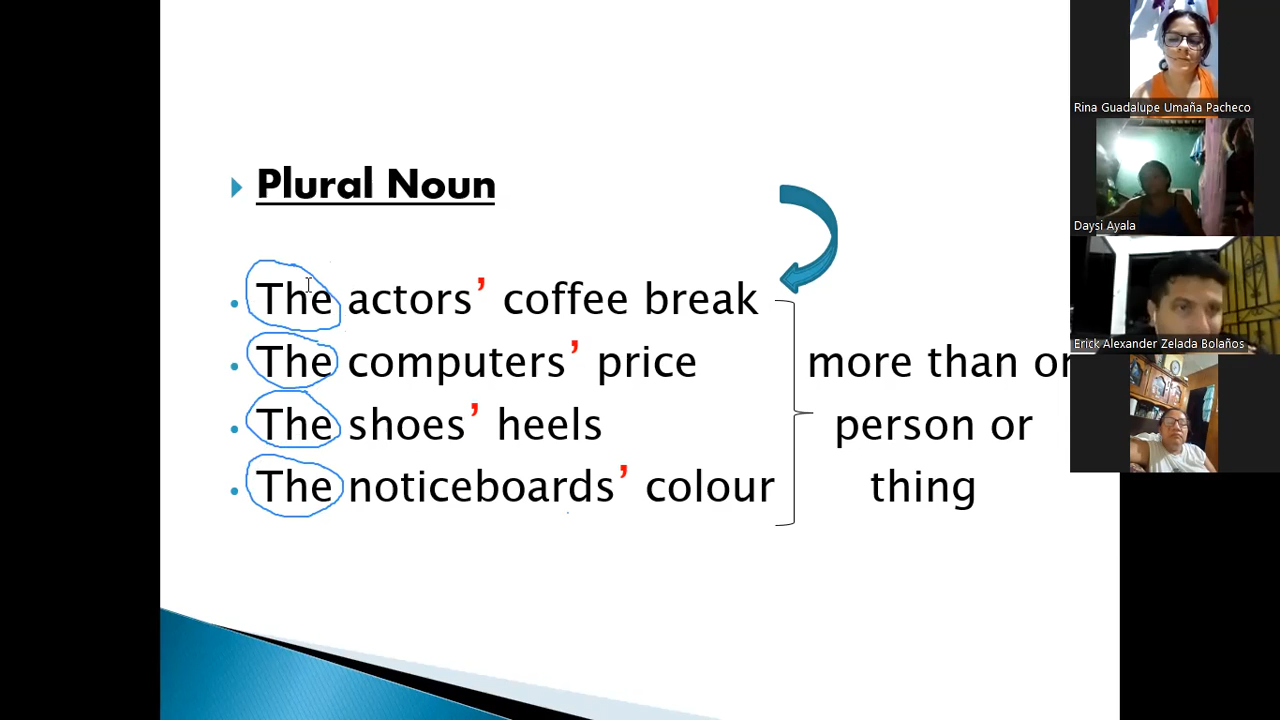 Plural Noun
The actors’ coffee break
The computers’ price
The shoes’ heels
The noticeboards’ colour
more than or
person or
thing
Rina Guadalupe Umaña Pacheco
Daysi Ayala
Erick Alexander Zelada Bolaños